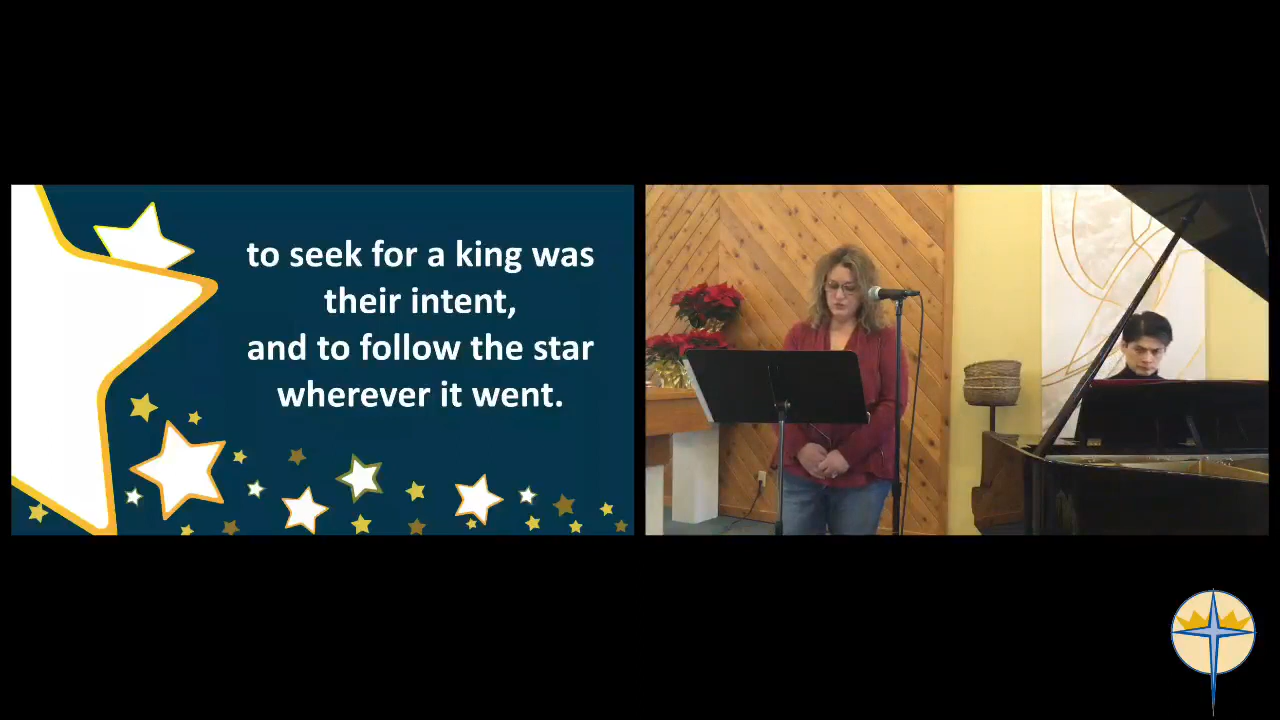 to seek for a king was
their intent,
and to follow the star
wherever it went.